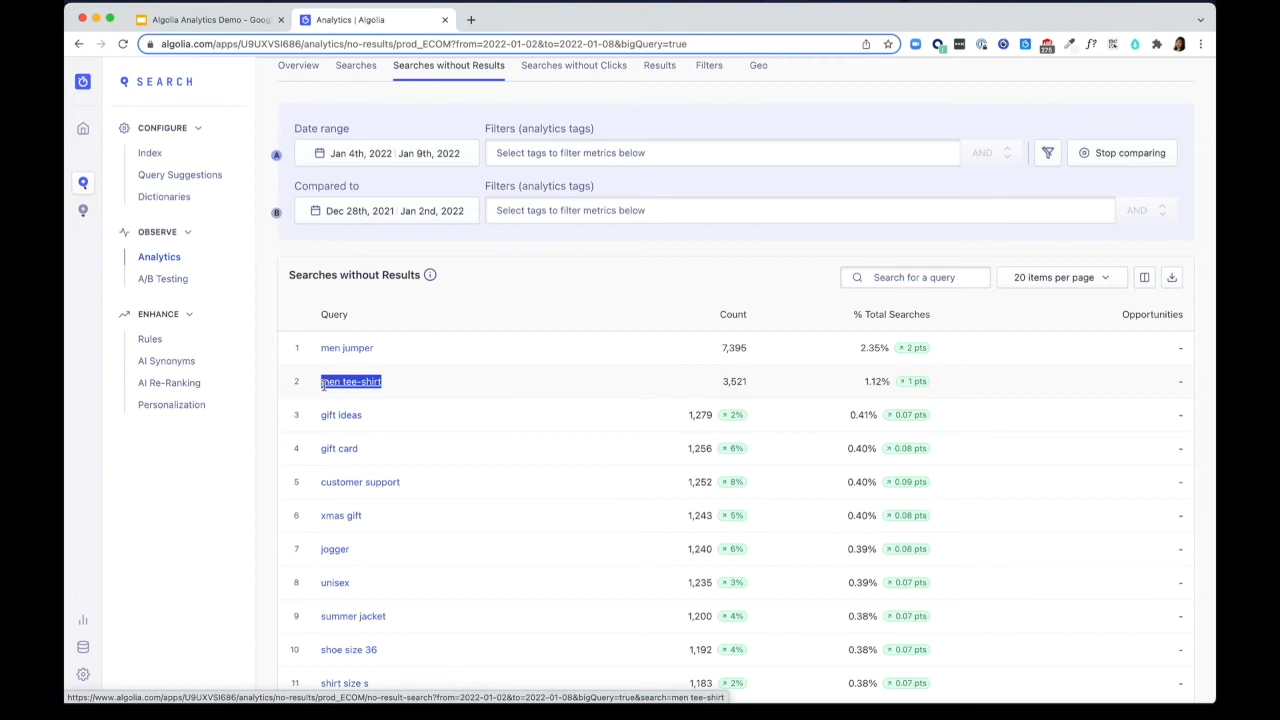 Algolia Analytics Demo - Goog
Analytics | Algolia
algolia.com/apps/U9UXVSI686/analytics/no-results/prod_ECOM?from=2022-01-02&to=2022-01-08&bigQuery=true
275
f?
SEARCH
Overview
Searches
Searches without Results
Searches without Clicks
Results
Filters
Geo
CONFIGURE
Index
Query Suggestions
Dictionaries
OBSERVE
Analytics
A/B Testing
ENHANCE
Rules
AI Synonyms
AI Re-Ranking
Personalization
Date range
Filters (analytics tags)
A
Jan 4th, 2022 Jan 9th, 2022
Select tags to filter metrics below
AND
Stop comparing
Compared to
Filters (analytics tags)
B
Dec 28th, 2021 Jan 2nd, 2022
Select tags to filter metrics below
AND
Searches without Results
Search for a query
20 items per page
Query Count % Total Searches Opportunities
1 men jumper 7,395 2.35% 2 pts -
2 men tee-shirt 3,521 1.12% 1 pts -
3 gift ideas 1,279 2% 0.41% 0.07 pts -
4 gift card 1,256 6% 0.40% 0.08 pts -
5 customer support 1,252 8% 0.40% 0.09 pts -
6 xmas gift 1,243 5% 0.40% 0.08 pts -
7 jogger 1,240 6% 0.39% 0.08 pts -
8 unisex 1,235 3% 0.39% 0.07 pts -
9 summer jacket 1,200 4% 0.38% 0.07 pts -
10 shoe size 36 1,192 4% 0.38% 0.07 pts -
11 shirt size s 1,183 2% 0.38% 0.07 pts -
https://www.algolia.com/apps/U9UXVSI686/analytics/no-results/prod_ECOM/no-result-search?from=2022-01-02&to=2022-01-08&bigQuery=true&search=men tee-shirt